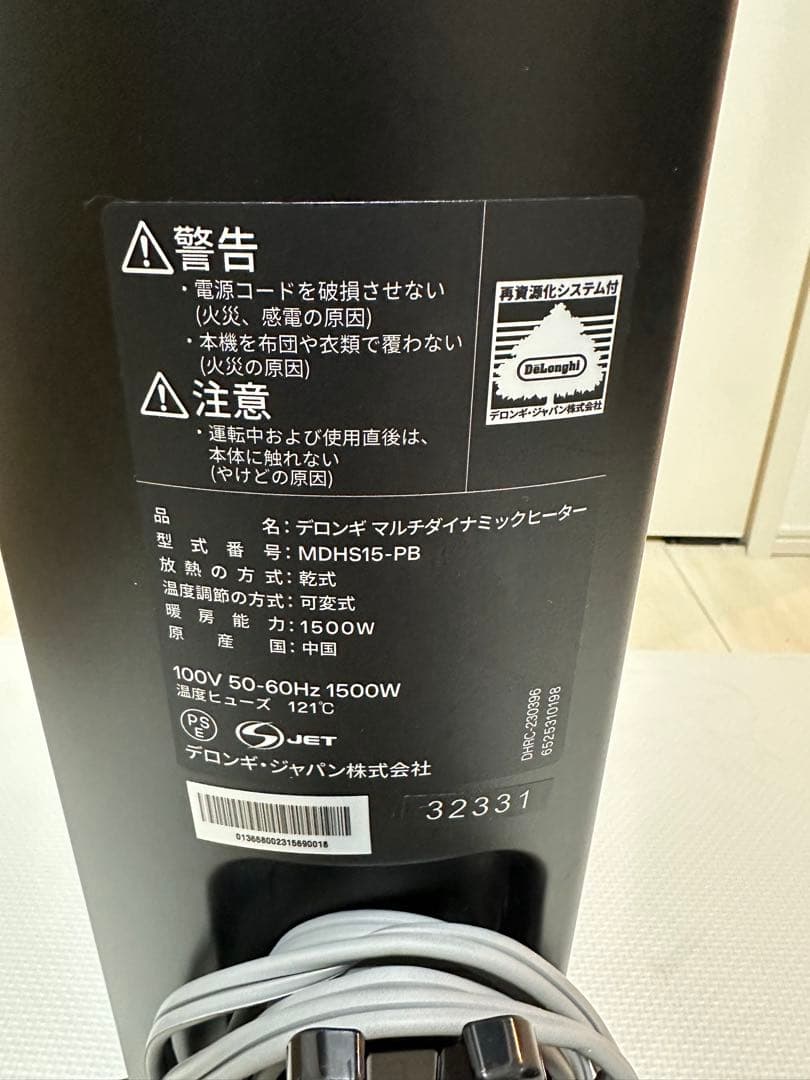 警告
・電源コードを破損させない
(火災、感電の原因)
・本機を布団や衣類で覆わない
(火災の原因)
注意
・運転中および使用直後は、
本体に触れない
(やけどの原因)
再資源化システム付
DeLonghi
デロンギ・ジャパン株式会社
品名：デロンギ マルチダイナミックヒーター
型式番号：MDHS15-PB
放熱の方式：乾式
温度調節の方式：可変式
暖房能力：1500W
原産国：中国
100V 50-60Hz 1500W
温度ヒューズ 121℃
PSE
JET
デロンギ・ジャパン株式会社
DHRC-230396
6525310198
013658002315690018
32331